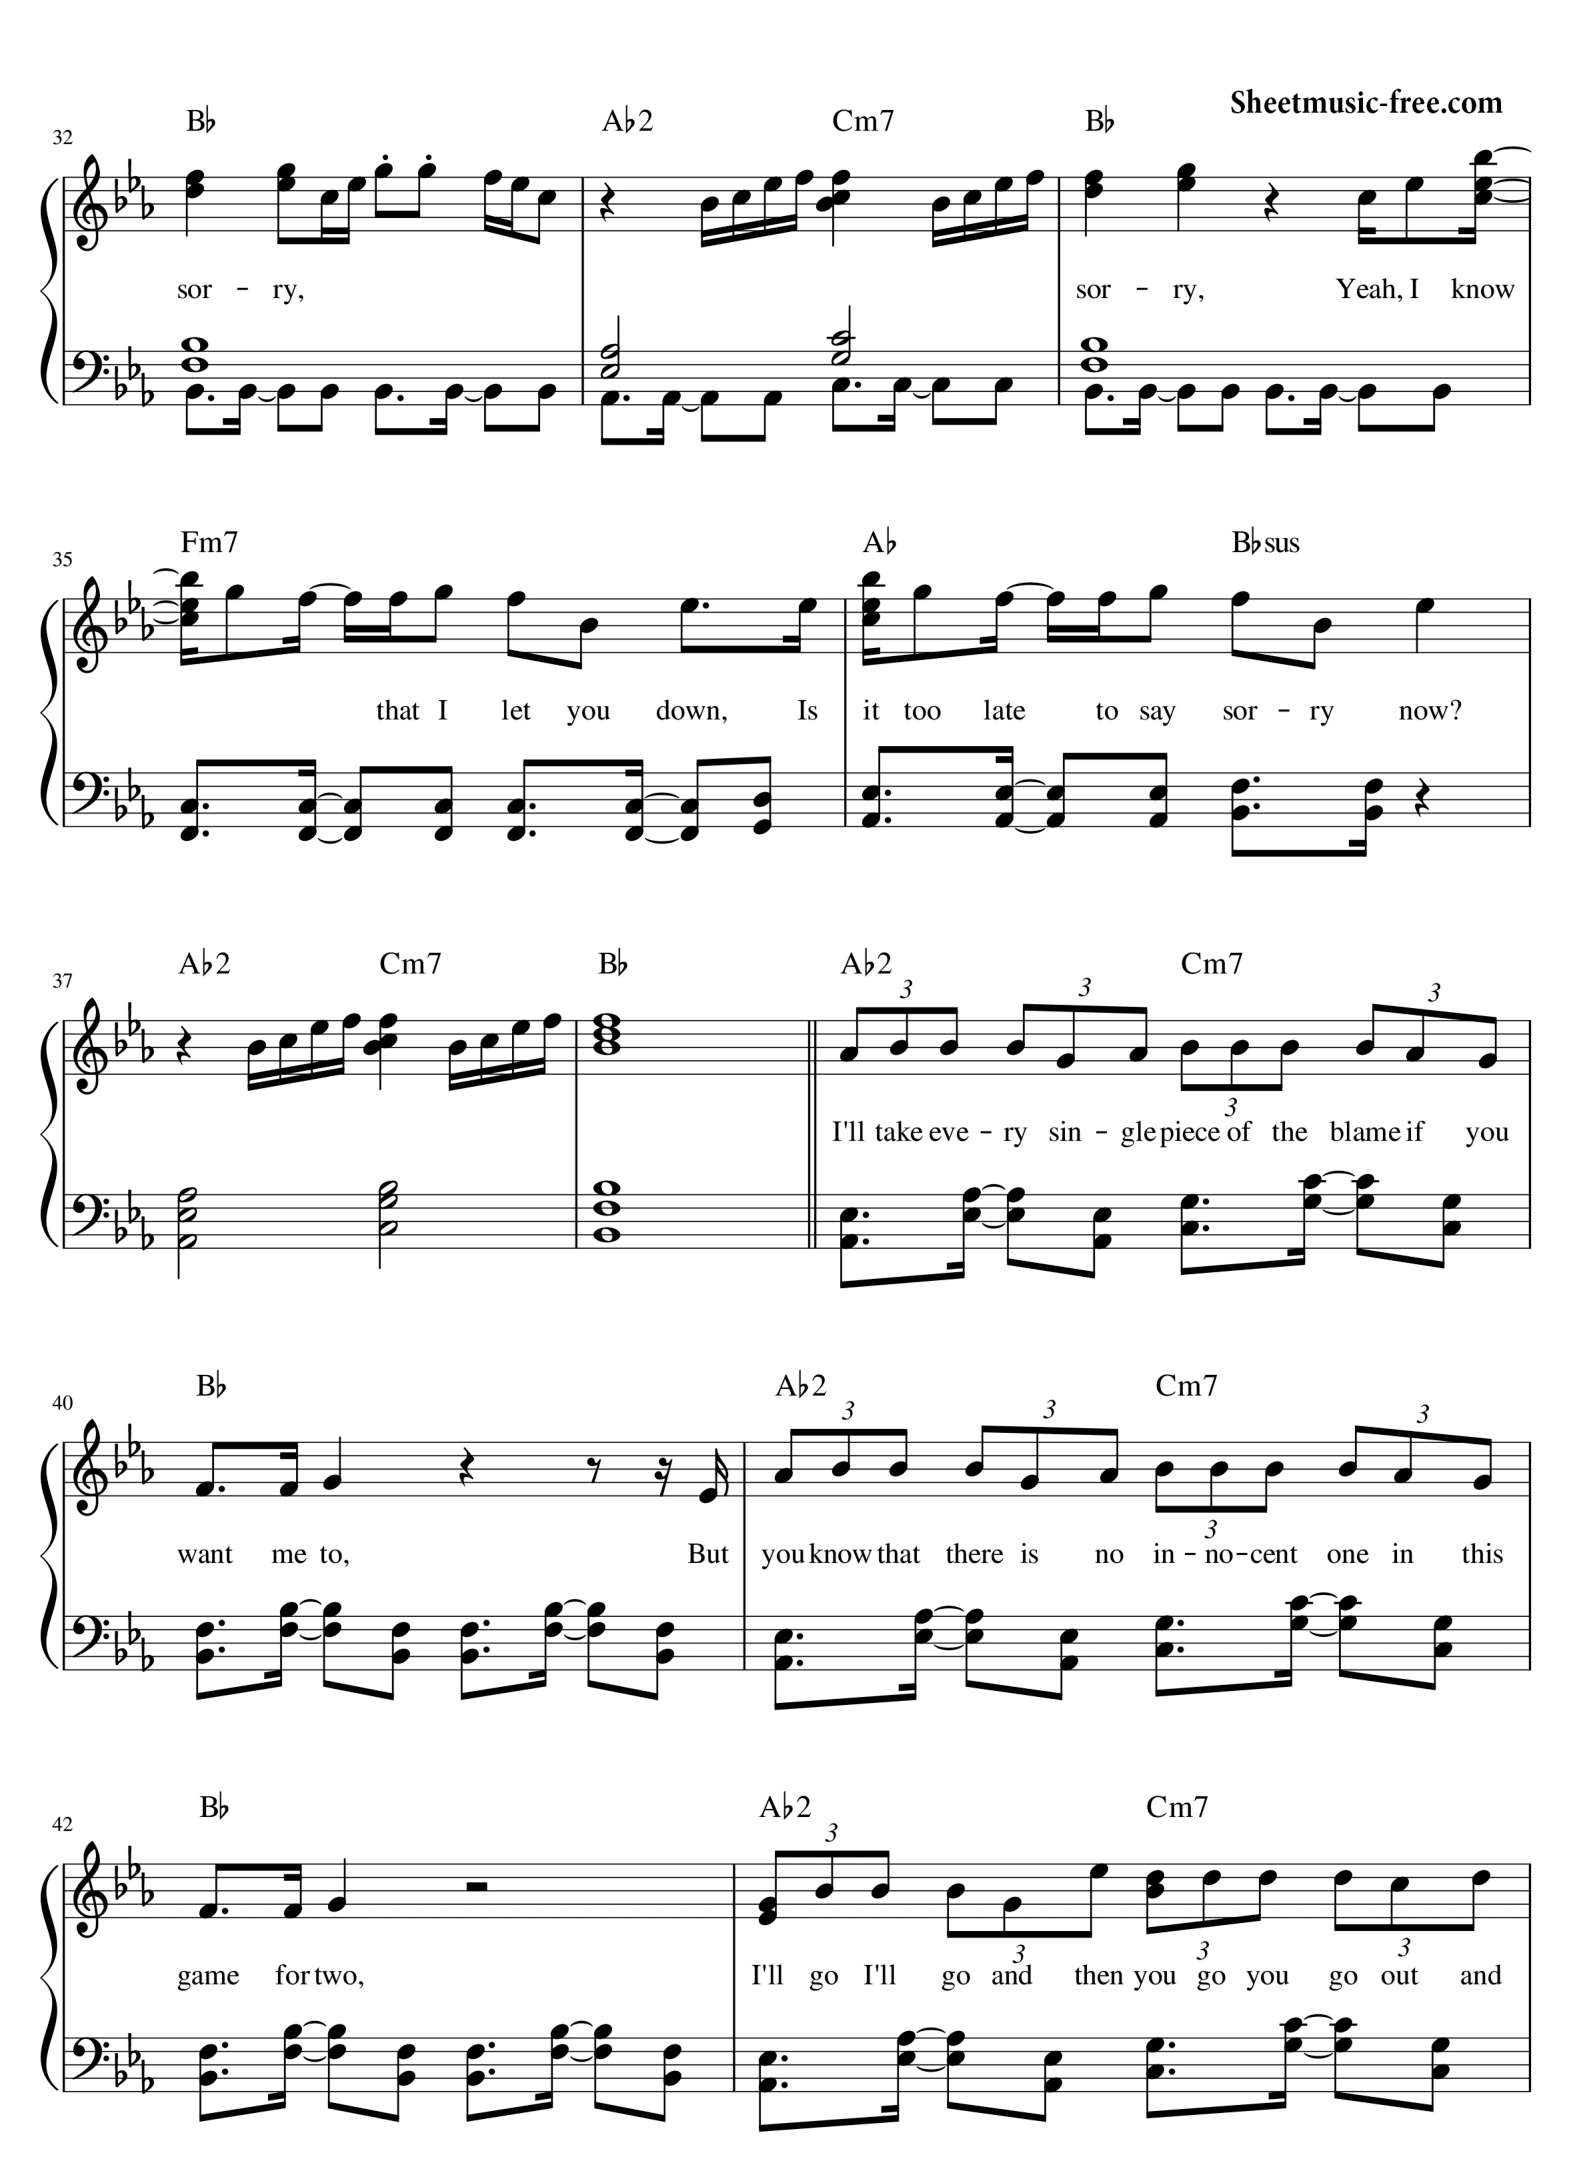 Sheetmusic-free.com
B♭ A♭2 Cm7 B♭
32
sor - ry, sor - ry, Yeah, I know
Fm7 A♭ B♭sus
35
that I let you down, Is it too late to say sor - ry now?
A♭2 Cm7 B♭ A♭2 Cm7
37
3 3 3 3
I'll take eve - ry sin - gle piece of the blame if you
B♭ A♭2 Cm7
40
3 3 3 3
want me to, But you know that there is no in - no - cent one in this
B♭ A♭2 Cm7
42
3 3 3 3
game for two, I'll go I'll go and then you go you go out and